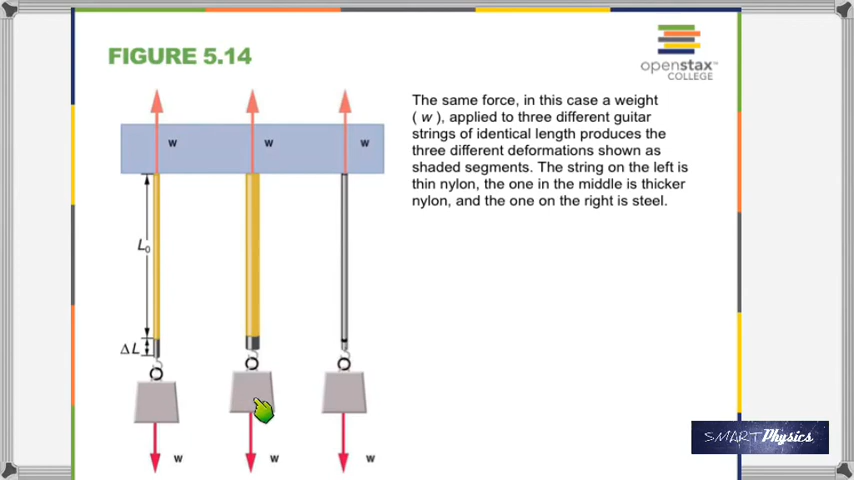 FIGURE 5.14
openstax™
COLLEGE
The same force, in this case a weight
( w ), applied to three different guitar
strings of identical length produces the
three different deformations shown as
shaded segments. The string on the left is
thin nylon, the one in the middle is thicker
nylon, and the one on the right is steel.
w w w
L₀
ΔL
w w w
SMARTPhysics